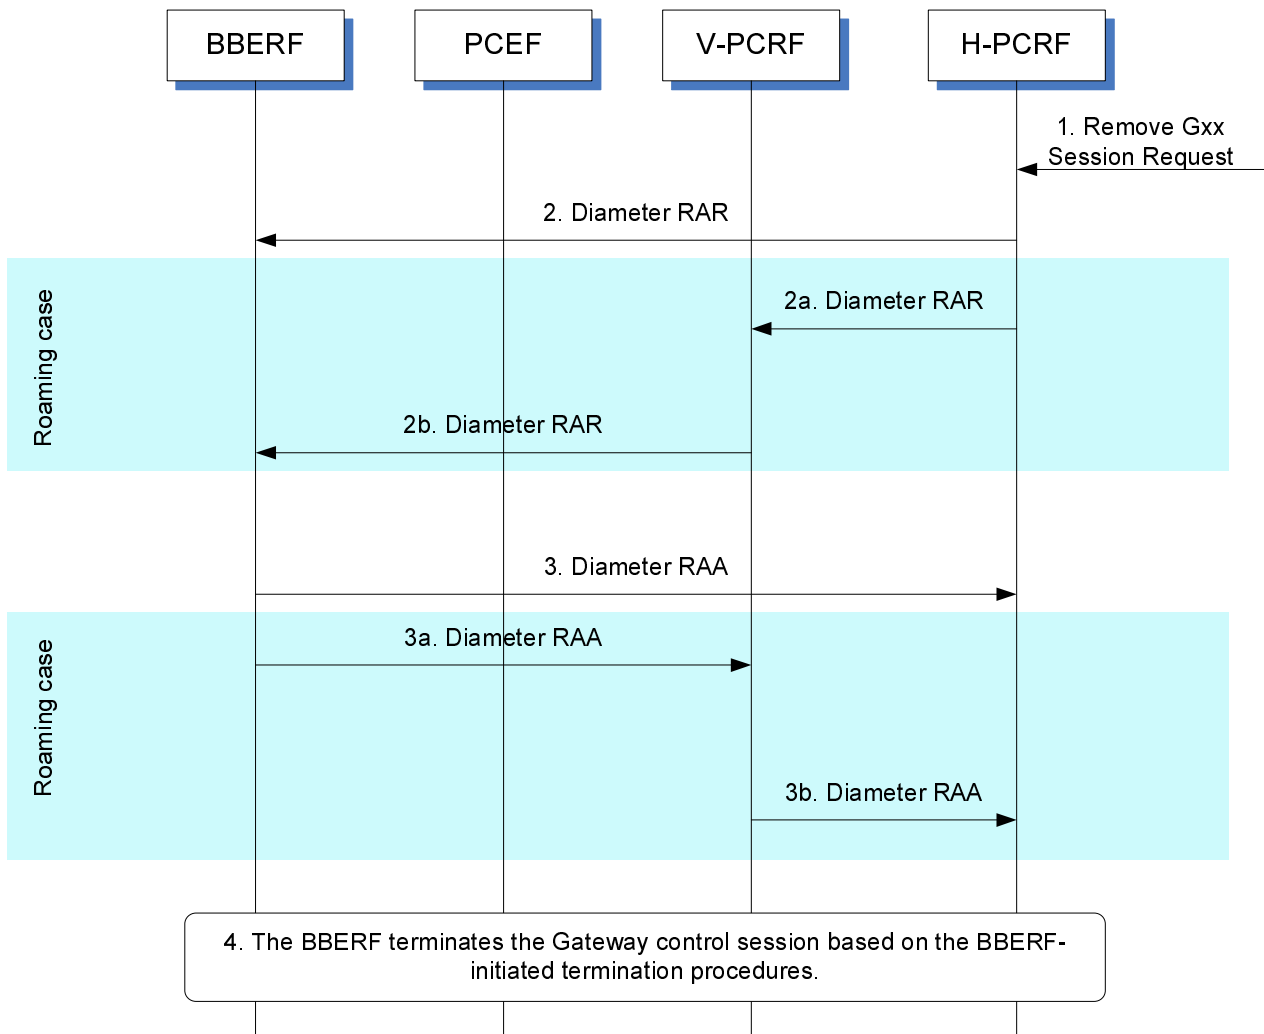 BBERF
PCEF
V-PCRF
H-PCRF
1. Remove Gxx
Session Request
2. Diameter RAR
Roaming case
2a. Diameter RAR
2b. Diameter RAR
3. Diameter RAA
Roaming case
3a. Diameter RAA
3b. Diameter RAA
4. The BBERF terminates the Gateway control session based on the BBERF-
initiated termination procedures.